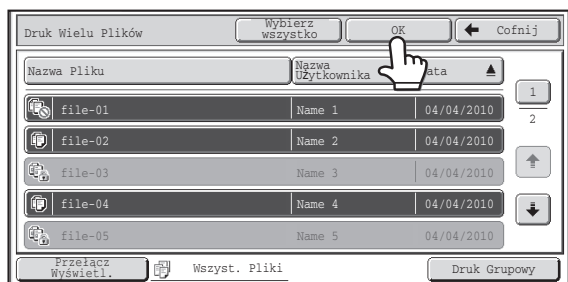 Druk Wielu Plików
Wybierz
wszystko
OK
Cofnij
Nazwa Pliku
Nazwa
Użytkownika
ata
file-01 Name 1 04/04/2010
file-02 Name 2 04/04/2010
file-03 Name 3 04/04/2010
file-04 Name 4 04/04/2010
file-05 Name 5 04/04/2010
1
2
Przełącz
Wyświetl.
Wszyst. Pliki
Druk Grupowy